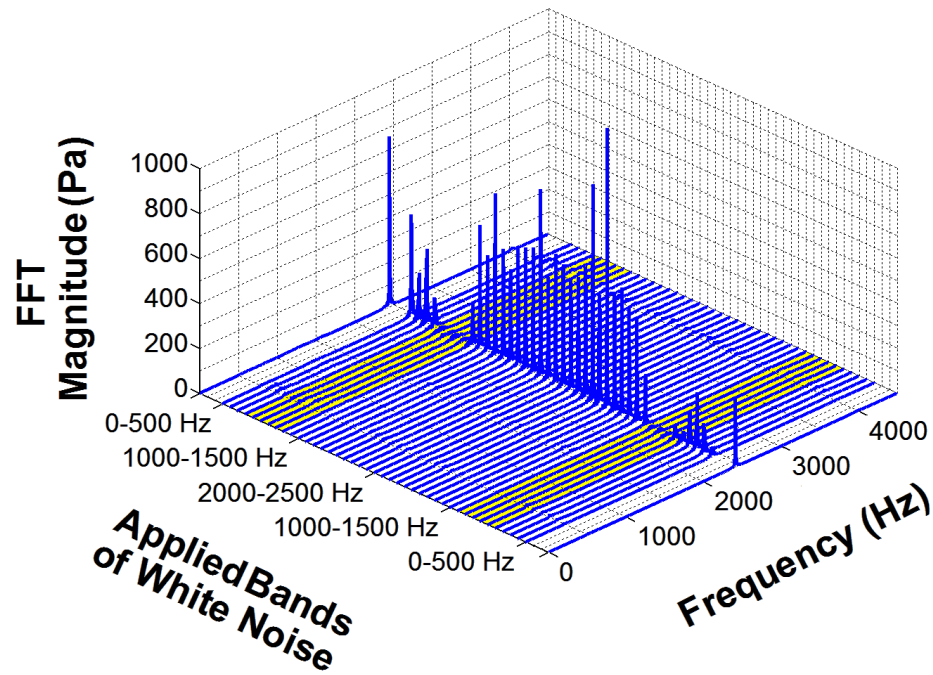 FFT
Magnitude (Pa)
1000
800
600
400
200
0
0-500 Hz
1000-1500 Hz
2000-2500 Hz
1000-1500 Hz
0-500 Hz
Applied Bands
of White Noise
0
1000
2000
3000
4000
Frequency (Hz)